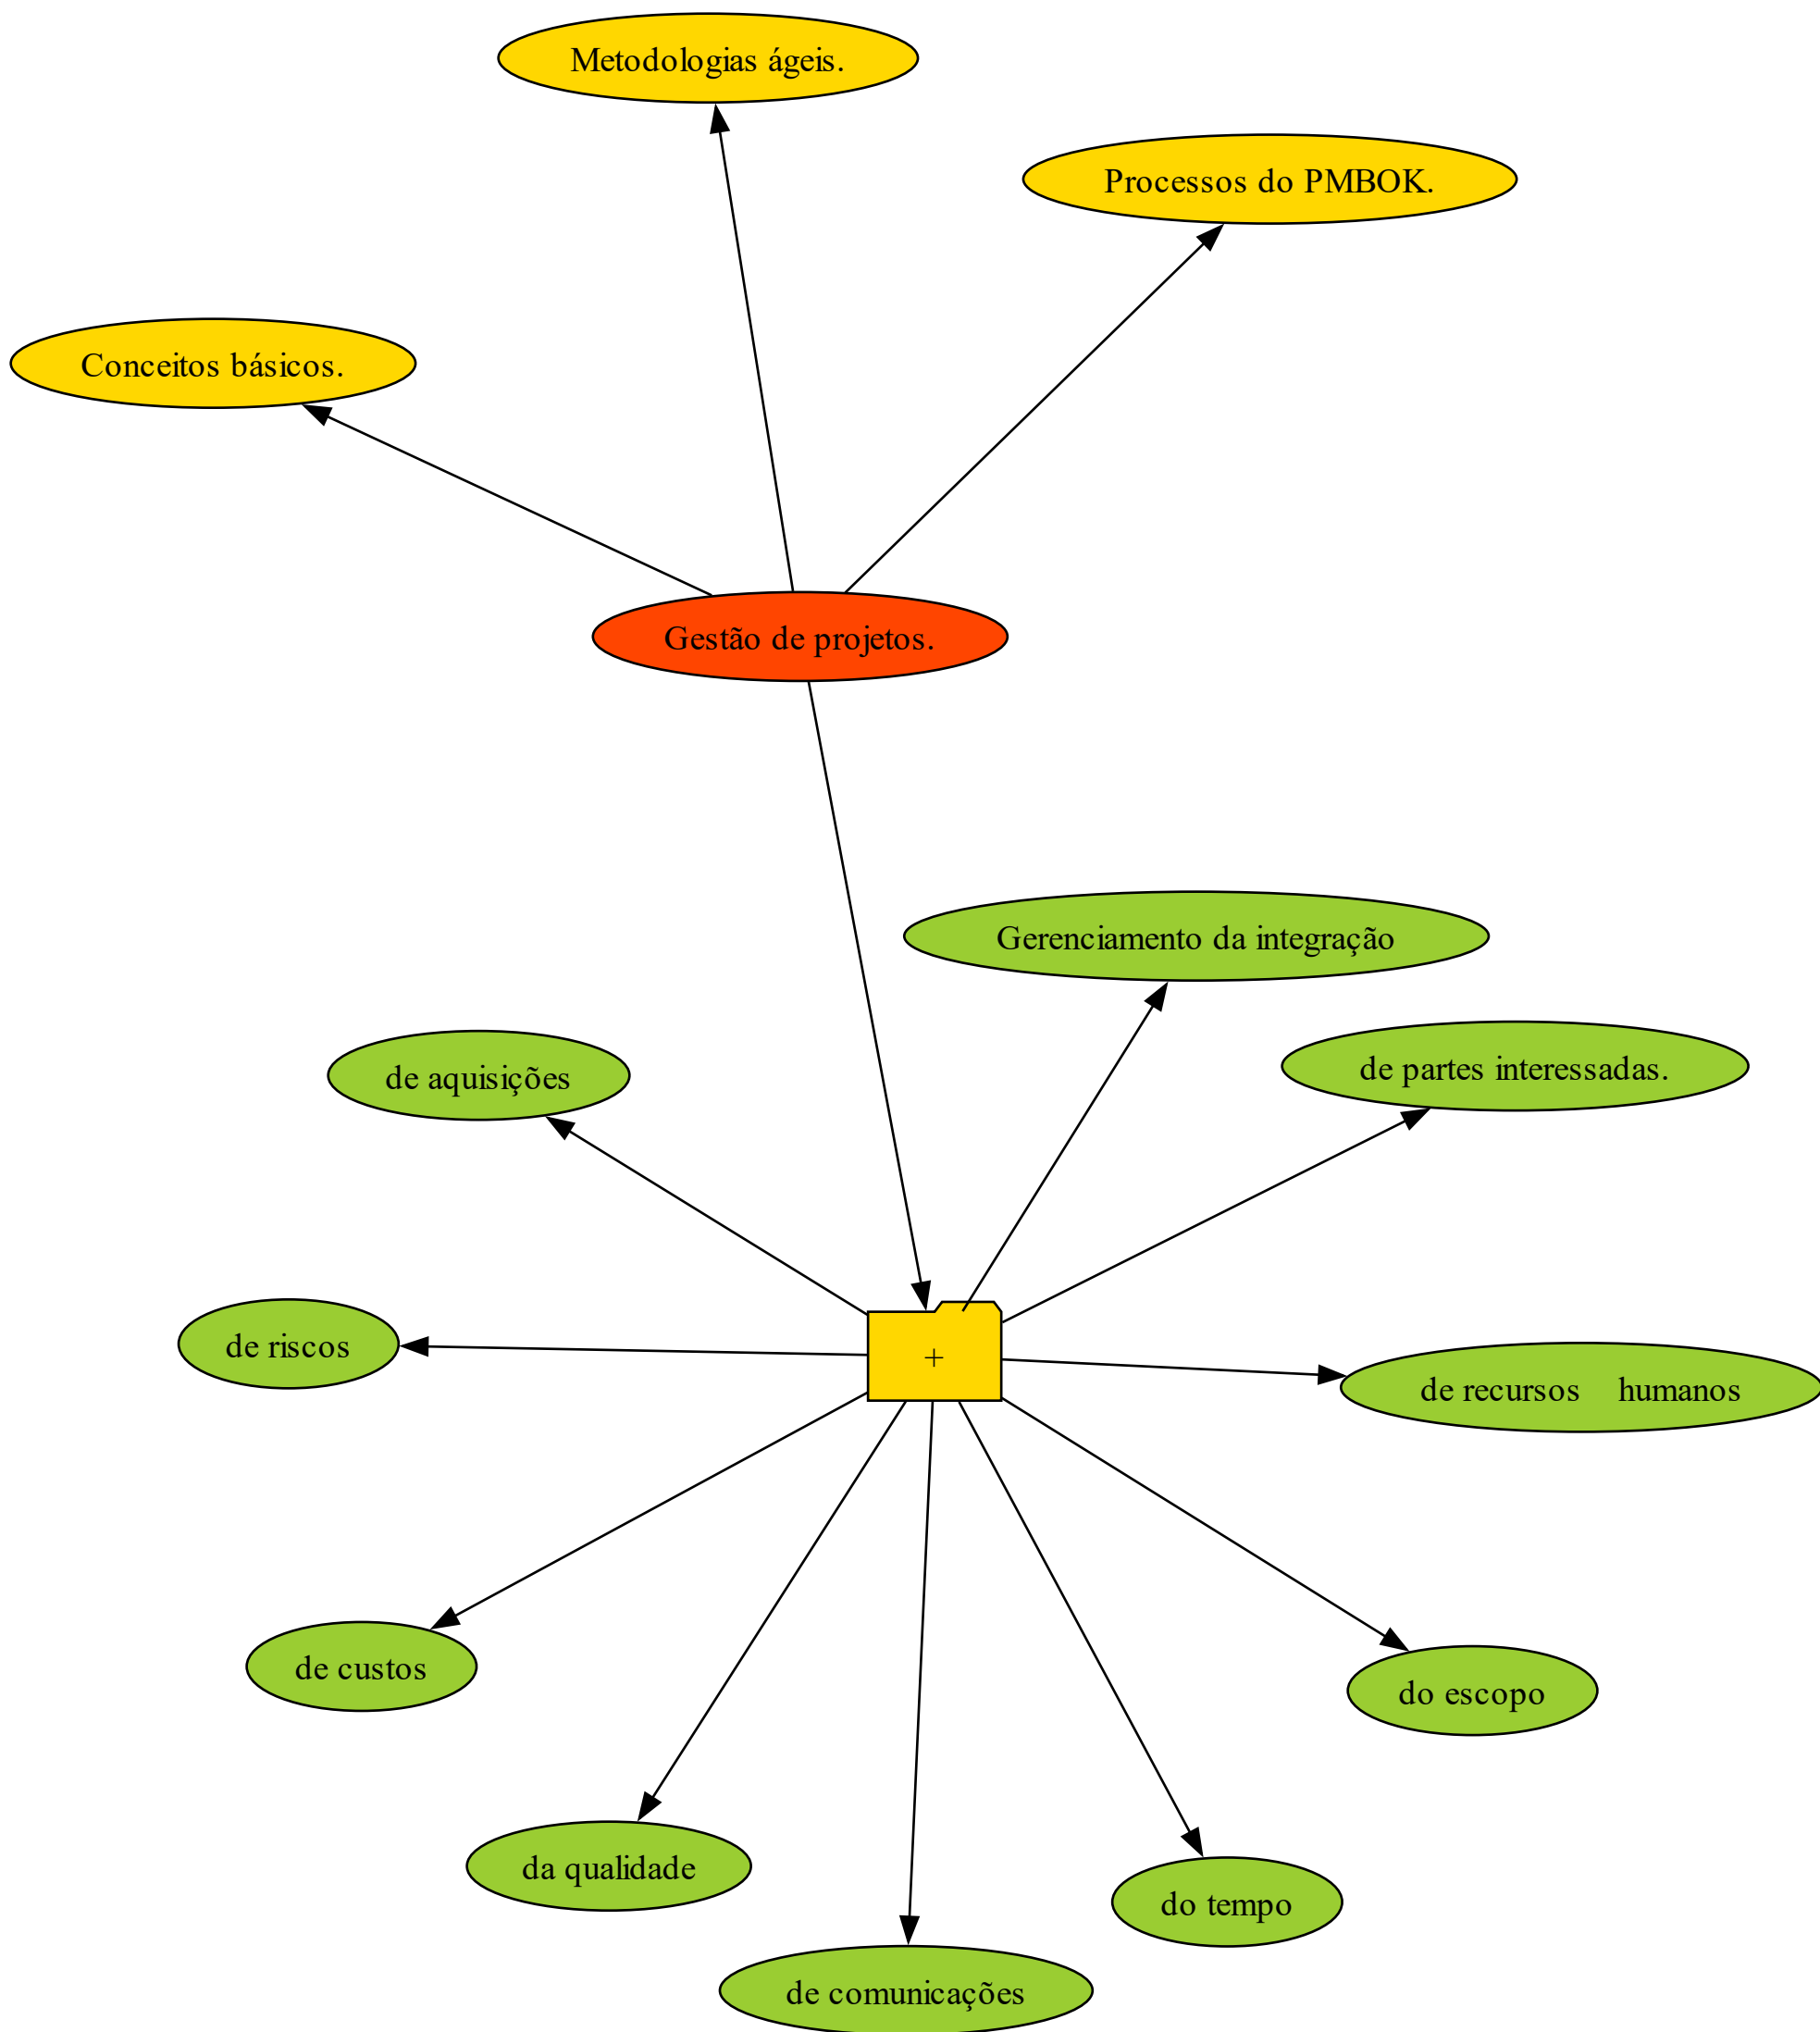 Metodologias ágeis.
Processos do PMBOK.
Conceitos básicos.
Gestão de projetos.
Gerenciamento da integração
de partes interessadas.
de aquisições
de riscos
+
de recursos    humanos
de custos
do escopo
da qualidade
do tempo
de comunicações